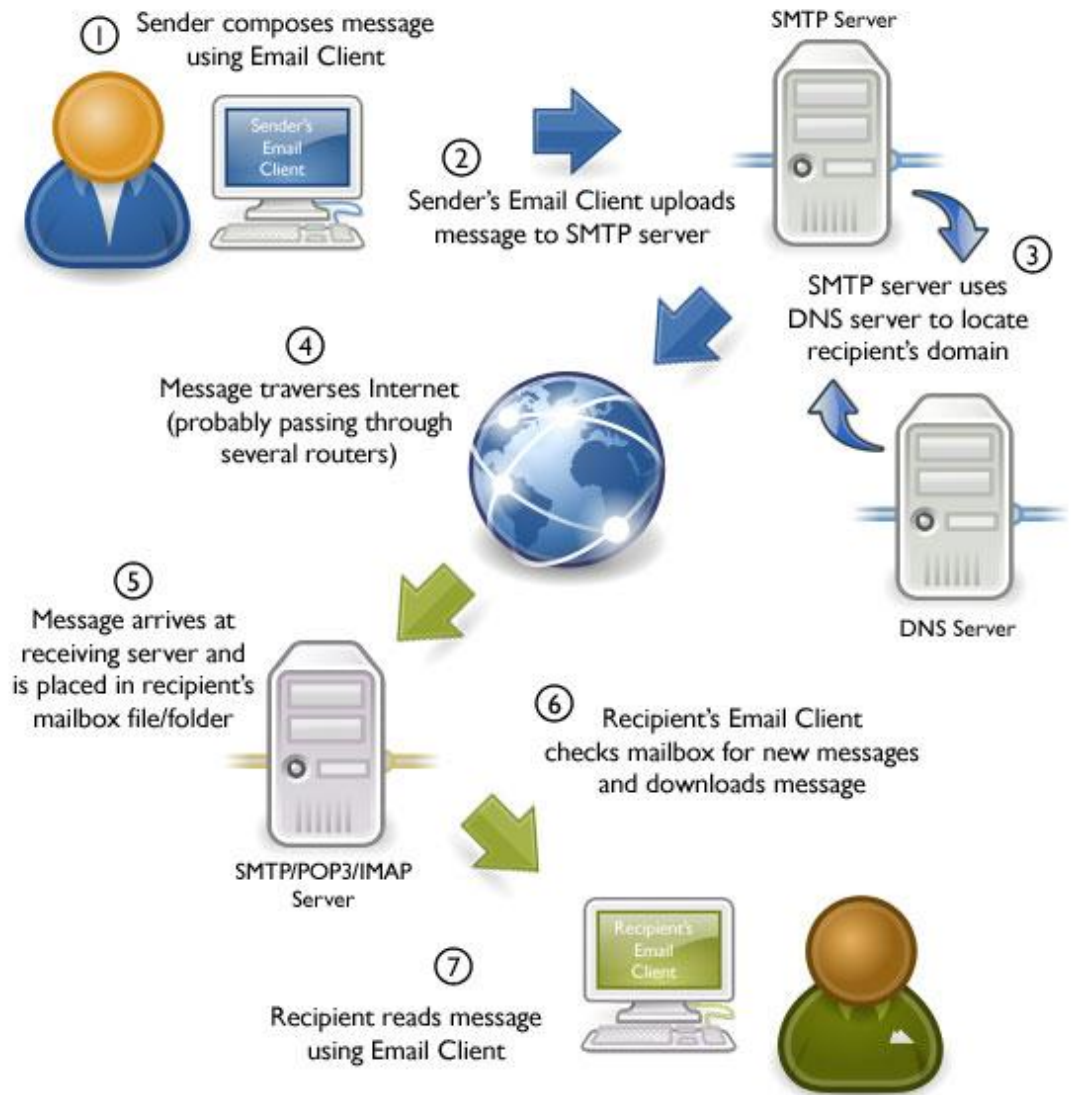 1
Sender composes message
using Email Client
Sender's
Email
Client
2
Sender's Email Client uploads
message to SMTP server
SMTP Server
3
SMTP server uses
DNS server to locate
recipient's domain
DNS Server
4
Message traverses Internet
(probably passing through
several routers)
5
Message arrives at
receiving server and
is placed in recipient's
mailbox file/folder
SMTP/POP3/IMAP
Server
6
Recipient's Email Client
checks mailbox for new messages
and downloads message
Recipient's
Email
Client
7
Recipient reads message
using Email Client